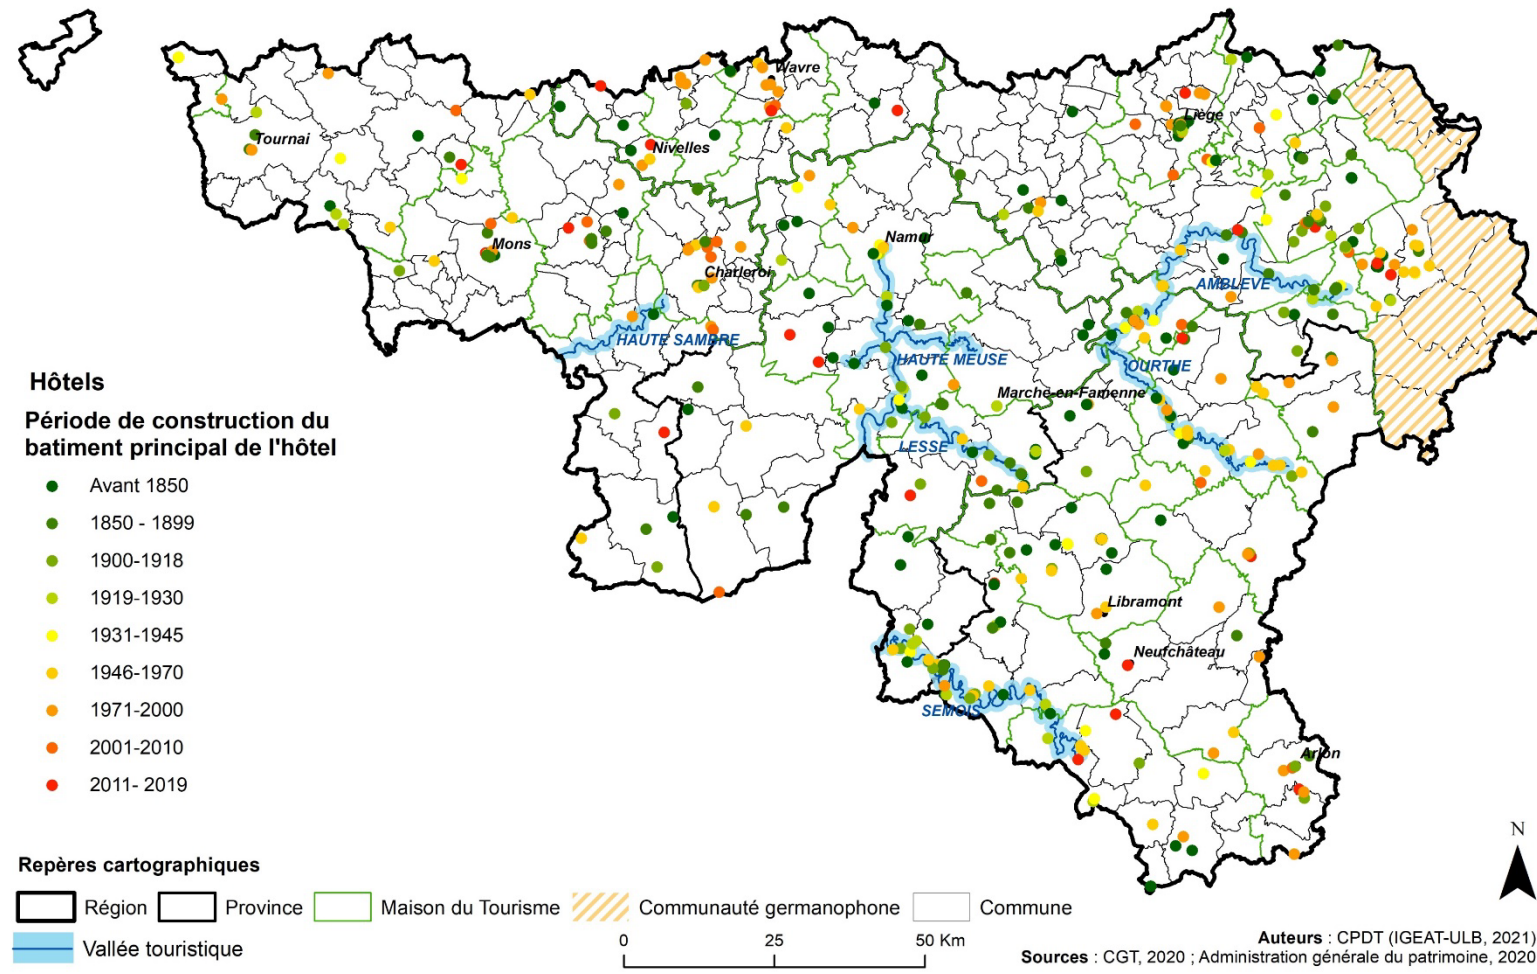 Wavre
Liège
Tournai
Nivelles
Mons
Namur
Charleroi
AMBLEVE
HAUTE SAMBRE
HAUTE MEUSE
OURTHE
Marche-en-Famenne
LESSE
Libramont
Neufchâteau
SEMOIS
Arlon
Hôtels
Période de construction du
batiment principal de l'hôtel
Avant 1850
1850 - 1899
1900-1918
1919-1930
1931-1945
1946-1970
1971-2000
2001-2010
2011- 2019
Repères cartographiques
Région
Province
Maison du Tourisme
Communauté germanophone
Commune
Vallée touristique
0 25 50 Km
N
Auteurs : CPDT (IGEAT-ULB, 2021)
Sources : CGT, 2020 ; Administration générale du patrimoine, 2020